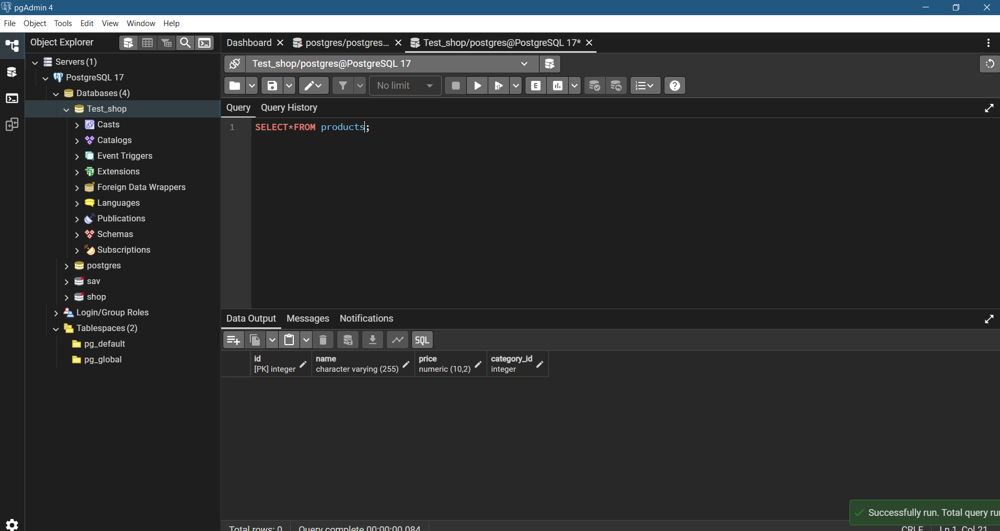 pgAdmin 4
File Object Tools Edit View Window Help
Object Explorer
Servers (1)
PostgreSQL 17
Databases (4)
Test_shop
Casts
Catalogs
Event Triggers
Extensions
Foreign Data Wrappers
Languages
Publications
Schemas
Subscriptions
postgres
sav
shop
Login/Group Roles
Tablespaces (2)
pg_default
pg_global
Dashboard postgres/postgres... Test_shop/postgres@PostgreSQL 17*
Test_shop/postgres@PostgreSQL 17
No limit E
Query Query History
1 SELECT*FROM products;
Data Output Messages Notifications
SQL
id name price category_id
[PK] integer character varying (255) numeric (10,2) integer
Successfully run. Total query
Total rows: 0 Query complete 00:00:00.084 CRLF Ln 1, Col 21